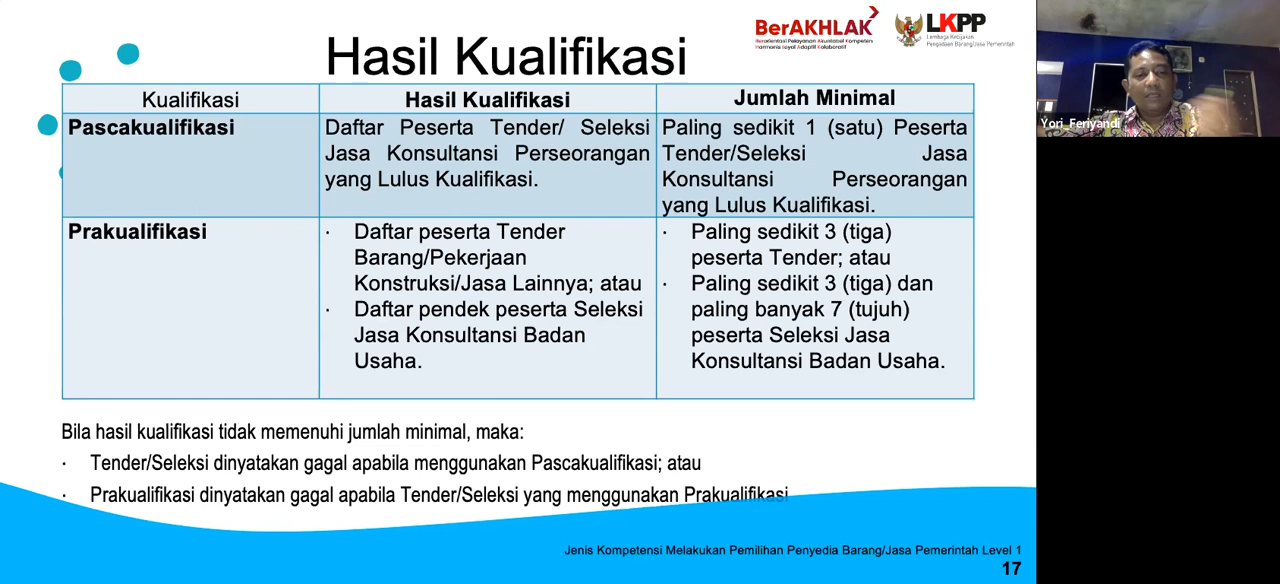 BerAKHLAK
Berorientasi Pelayanan Akuntabel Kompeten
Harmonis Loyal Adaptif Kolaboratif
LKPP
Lembaga Kebijakan
Pengadaan Barang/Jasa Pemerintah
Hasil Kualifikasi
Kualifikasi
Hasil Kualifikasi
Jumlah Minimal
Pascakualifikasi
Daftar Peserta Tender/ Seleksi
Jasa Konsultansi Perseorangan
yang Lulus Kualifikasi.
Paling sedikit 1 (satu) Peserta
Tender/Seleksi Jasa
Konsultansi Perseorangan
yang Lulus Kualifikasi.
Prakualifikasi
· Daftar peserta Tender
Barang/Pekerjaan
Konstruksi/Jasa Lainnya; atau
· Daftar pendek peserta Seleksi
Jasa Konsultansi Badan
Usaha.
· Paling sedikit 3 (tiga)
peserta Tender; atau
· Paling sedikit 3 (tiga) dan
paling banyak 7 (tujuh)
peserta Seleksi Jasa
Konsultansi Badan Usaha.
Bila hasil kualifikasi tidak memenuhi jumlah minimal, maka:
· Tender/Seleksi dinyatakan gagal apabila menggunakan Pascakualifikasi; atau
· Prakualifikasi dinyatakan gagal apabila Tender/Seleksi yang menggunakan Prakualifikasi
Jenis Kompetensi Melakukan Pemilihan Penyedia Barang/Jasa Pemerintah Level 1
17
Yori_Feriyandi